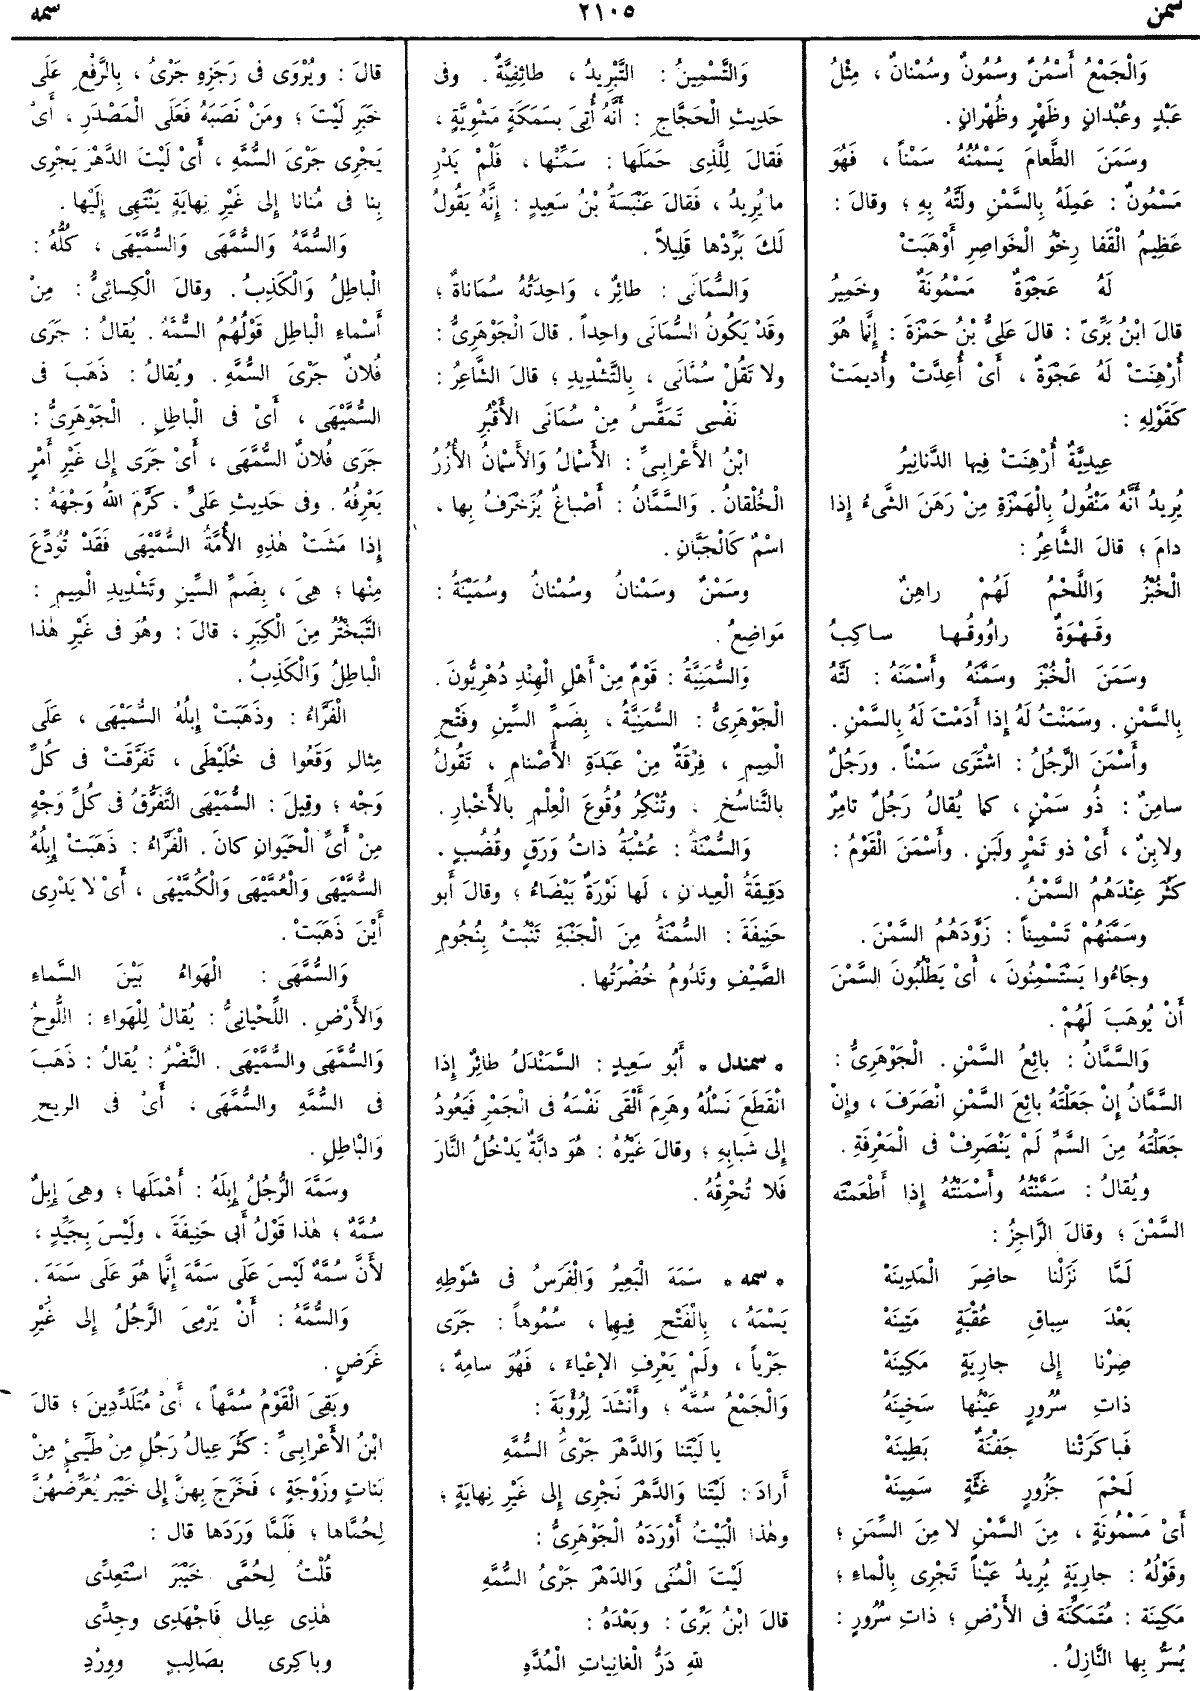 سمن
٢١٠٥
سمه
وَالْجَمْعُ أَسْمُنٌ وسُمُونٌ وسُمْنانٌ ، مِثْلُ
عَبْدٍ وعُبْدانٍ وظَهْرٍ وظُهْرانٍ .
وسَمَنَ الطَّعامَ يَسْمُنُهُ سَمْناً ، فَهُوَ
مَسْمُونٌ : عَمِلَهُ بِالسَّمْنِ ولَتَّهُ بِهِ ؛ وقالَ :
عَظِيمُ الْقَفا رِخْوُ الْخَواصِرِ أَوْهَبَتْ
لَهُ عَجْوَةٌ مَسْمُونَةٌ وخَمِيرُ
قالَ ابْنُ بَرِّىّ : قالَ عَلِىُّ بْنُ حَمْزَةَ : إِنَّما هُوَ
أُرْهِنَتْ لَهُ عَجْوَةٌ ، أَىْ أُعِدَّتْ وأُدِيمَتْ
كَقَوْلِهِ :
عِيدِيَّةٌ أُرْهِنَتْ فِيها الدَّنانِيرُ
يُرِيدُ أَنَّهُ مَنْقُولٌ بِالْهَمْزَةِ مِنْ رَهَنَ الشَّىءُ إِذا
دامَ ؛ قالَ الشَّاعِرُ :
الْخُبْزُ وَاللَّحْمُ لَهُمْ راهِنٌ
وقَهْوَةٌ راوُوقُها ساكِبُ
وسَمَنَ الْخُبْزَ وسَمَّنَهُ وأَسْمَنَهُ : لَتَّهُ
بِالسَّمْنِ . وسَمَنْتُ لَهُ إِذا أَدَمْتَ لَهُ بِالسَّمْنِ .
وأَسْمَنَ الرَّجُلُ : اشْتَرَى سَمْناً . ورَجُلٌ
سامِنٌ : ذُو سَمْنٍ ، كما يُقالُ رَجُلٌ تامِرٌ
ولابِنٌ ، أَىْ ذو تَمْرٍ ولَبَنٍ . وأَسْمَنَ الْقَوْمُ :
كَثُرَ عِنْدَهُمُ السَّمْنُ .
وسَمَّنَهُمْ تَسْمِيناً : زَوَّدَهُمُ السَّمْنَ .
وجَاءُوا يَسْتَسْمِنُونَ ، أَىْ يَطْلُبُونَ السَّمْنَ
أَنْ يُوهَبَ لَهُمْ .
وَالسَّمَّانُ : بائِعُ السَّمْنِ . الْجَوْهَرِىُّ :
السَّمَّانُ إِنْ جَعَلْتَهُ بائِعَ السَّمْنِ انْصَرَفَ ، وإِنْ
جَعَلْتَهُ مِنَ السَّمِّ لَمْ يَنْصَرِفْ فى الْمَعْرِفَةِ .
ويُقالُ : سَمَّنْتُهُ وأَسْمَنْتُهُ إِذا أَطْعَمْتَه
السَّمْنَ ؛ وقالَ الرَّاجِزُ :
لَمَّا نَزَلْنا حاضِرَ الْمَدِينَهْ
بَعْدَ سِباقِ عُقْبَةٍ مَتِينَهْ
صِرْنا إِلى جارِيَةٍ مَكِينَهْ
ذاتِ سُرُورٍ عَيْنُها سَخِينَهْ
فَباكَرَتْنا جَفْنَةٌ بَطِينَهْ
لَحْمَ جَزُورٍ غَثَّةٍ سَمِينَهْ
أَىْ مَسْمُونَةٍ ، مِنَ السَّمْنِ لا مِنَ السِّمَنِ ؛
وقَوْلُهُ : جارِيَةٍ يُرِيدُ عَيْناً تَجْرِى بِالْماءِ ؛
مَكِينَة : مُتَمَكِّنَة فى الأَرْضِ ؛ ذاتِ سُرُورٍ :
يُسَرُّ بِها النَّازِلُ .
وَالتَّسْمِينُ : التَّبْرِيدُ ، طائِفِيَّةٌ . وفى
حَدِيثِ الْحَجَّاجِ : أَنَّهُ أُتِىَ بسَمَكَةٍ مَشْوِيَّةٍ ،
فَقالَ لِلَّذِى حَمَلَها : سَمِّنْها ، فَلَمْ يَدْرِ
ما يُرِيدُ ، فَقالَ عَنْبَسَةُ بْنُ سَعِيدٍ : إِنَّهُ يَقُولُ
لَكَ بَرِّدْها قَلِيلاً .
وَالسُّمَانَى : طائِرٌ ، وَاحِدَتُهُ سُمَاناةٌ ؛
وقَدْ يَكُونُ السُّمَانَى واحِداً . قالَ الْجَوْهَرِىُّ :
ولا تَقُلْ سُمَّانَى ، بِالتَّشْدِيدِ ؛ قالَ الشَّاعِرُ :
نَفْسِى تَمَقَّسُ مِنْ سُمَانَى الأَقْبُرِ
ابْنُ الأَعْرابِىِّ : الأَسْمالُ وَالأَسْمانُ الأُزُرُ
الْخُلْقانُ . وَالسَّمَّانُ : أَصْباغٌ يُزَخْرَفُ بِها ،
اسْمٌ كَالْجَبَّانِ .
وسَمْنٌ وسَمْنانُ وسُمْنانُ وسُمَيْنَةُ :
مَواضِعُ .
وَالسُّمَنِيَّةُ : قَوْمٌ مِنْ أَهْلِ الْهِنْدِ دُهْرِيُّونَ .
الْجَوْهَرِىُّ : السُّمَنِيَّةُ ، بِضَمِّ السِّينِ وفَتْحِ
الْمِيمِ ، فِرْقَةٌ مِنْ عَبَدَةِ الأَصْنامِ ، تَقُولُ
بالتَّناسُخِ ، وتُنْكِرُ وُقُوعَ الْعِلْمِ بالأَخْبارِ .
وَالسُّمْنَةُ : عُشْبَةٌ ذاتُ وَرَقٍ وقُضُبٍ .
دَقِيقَةُ الْعِيدانِ ، لَها نَوْرَةٌ بَيْضَاءُ ؛ وقالَ أَبو
حَنِيفَةَ : السُّمْنَةُ مِنَ الْجَنْبَةِ تَنْبُتُ بِنُجُومِ
الصَّيْفِ وتَدُومُ خُضْرَتُها .
• سمندل • أَبُو سَعِيدٍ : السَّمَنْدَلُ طائِرٌ إِذا
انْقَطَعَ نَسْلُهُ وهَرِمَ أَلْقَى نَفْسَهُ فى الْجَمْرِ فَيَعُودُ
إِلى شَبابِهِ ؛ وقالَ غَيْرُهُ : هُوَ دابَّةٌ يَدْخُلُ النَّارَ
فَلا تُحْرِقُهُ .
• سمه • سَمَهَ الْبَعِيرُ وَالْفَرَسُ فى شَوْطِهِ
يَسْمَهُ ، بِالْفَتْحِ فِيهِا ، سُمُوهاً : جَرَى
جَرْياً ، ولَمْ يَعْرِفِ الإِعْياءَ ، فَهُوَ سامِهٌ ،
وَالْجَمْعُ سُمَّهٌ ؛ وأَنْشَدَ لِرُؤْبَةَ :
يا لَيْتَنا وَالدَّهْرَ جَرْىَ السُّمَّهِ
أَرادَ : لَيْتَنا وَالدَّهْرَ نَجْرِى إِلى غَيْرِ نِهايَةٍ ؛
وهٰذا الْبَيْتُ أَوْرَدَهُ الْجَوْهَرِىُّ :
لَيْتَ الْمُنَى وَالدَّهْرَ جَرْىُ السُّمَّهِ
قالَ ابْنُ بَرِّىّ : وبَعْدَهُ :
للهِ دَرُّ الْغانِياتِ الْمُدَّهِ
قالَ : ويُرْوَى فى رَجَزِهِ جَرْىُ ، بِالرَّفْعِ عَلَى
خَبَرِ لَيْتَ ؛ ومَنْ نَصَبَهُ فَعَلَى الْمَصْدَرِ ، أَىْ
يَجْرِى جَرْىَ السُّمَّهِ ، أَىْ لَيْتَ الدَّهْرَ يَجْرِى
بِنا فى مُنانا إِلى غَيْرِ نِهايَةٍ يَنْتَهِى إِلَيْها .
وَالسُّمَّهُ وَالسُّمَّهَى وَالسُّمَّيْهَى ، كُلُّهُ :
الْباطِلُ وَالْكَذِبُ . وقالَ الْكِسائِىُّ : مِنْ
أَسْماءِ الْباطِلِ قَوْلُهُمُ السُّمَّهُ . يُقالُ : جَرَى
فُلانٌ جَرْىَ السُّمَّهِ . ويُقالُ : ذَهَبَ فى
السُّمَّيْهَى ، أَىْ فى الْباطِلِ . الْجَوْهَرِىُّ :
جَرَى فُلانٌ السُّمَّهَى ، أَىْ جَرَى إِلى غَيْرِ أَمْرٍ
يَعْرِفُهُ . وفى حَدِيثِ عَلىٍّ ، كَرَّمَ اللهُ وَجْهَهُ :
إِذا مَشَتْ هٰذِهِ الأُمَّةُ السُّمَّيْهَى فَقَدْ تُوُدِّعَ
مِنْها ؛ هِىَ ، بِضَمِّ السِّينِ وتَشْدِيدِ الْمِيمِ :
التَّبَخْتُرُ مِنَ الْكِبَرِ ، قالَ : وهُوَ فى غَيْرِ هٰذا
الْباطِلُ وَالْكَذِبُ .
الْفَرَّاءُ : وذَهَبَتْ إِبِلُهُ السُّمَّيْهَى ، عَلَى
مِثالِ وَقَعُوا فى خُلَيْطَى ، تَفَرَّقَتْ فى كُلِّ
وَجْه ؛ وقِيلَ : السُّمَّيْهَى التَّفَرُّقُ فى كُلِّ وَجْهٍ
مِنْ أَىِّ الْحَيَوانِ كانَ . الْفَرَّاءُ : ذَهَبَتْ إِبِلُهُ
السُّمَّيْهَى وَالْعُمَّيْهَى وَالْكُمَّيْهَى ، أَىْ لا يَدْرِى
أَيْنَ ذَهَبَتْ .
وَالسُّمَّهَى : الْهَواءُ بَيْنَ السَّماءِ
وَالأَرْضِ . اللِّحْيانِىُّ : يُقالُ لِلْهَواءِ : اللُّوحُ
وَالسُّمَّهَى والسُّمَّيْهَى . النَّضْرُ : يُقالُ : ذَهَبَ
فى السُّمَّهِ والسُّمَّهَى ، أَىْ فى الريحِ
وَالْباطِلِ .
وسَمَّهَ الرَّجُلُ إِبِلَهُ : أَهْمَلَها ؛ وهىَ إِبِلٌ
سُمَّهٌ ؛ هٰذا قَوْلُ أَبى حَنِيفَةَ ، ولَيْسَ بِجَيِّدٍ ،
لأَنَّ سُمَّهٌ لَيْسَ عَلَى سَمَّهَ إِنَّما هُوَ عَلَى سَمَهَ .
وَالسُّمَّهُ : أَنْ يَرْمِىَ الرَّجُلُ إِلى غَيْرِ
غَرَضٍ .
وبَقِىَ الْقَوْمُ سُمَّهاً ، أَىْ مُتَلَدِّدِينَ ؛ قالَ
ابْنُ الأَعْرابِىِّ : كَثُرَ عِيالُ رَجُلٍ مِنْ طَيِّئٍ مِنْ
بَناتٍ وزَوْجَةٍ ، فَخَرَجَ بِهِنَّ إِلى خَيْبَر يُعَرِّضُهُنَّ
لِحُمَّاها ؛ فَلَمَّا وَرَدَها قال :
قُلْتُ لِحُمَّى خَيْبَرَ اسْتَعِدِّى
هٰذِى عِيالى فَاجْهَدِى وجِدِّى
وباكِرِى بصَالِبٍ ووِرْدِ